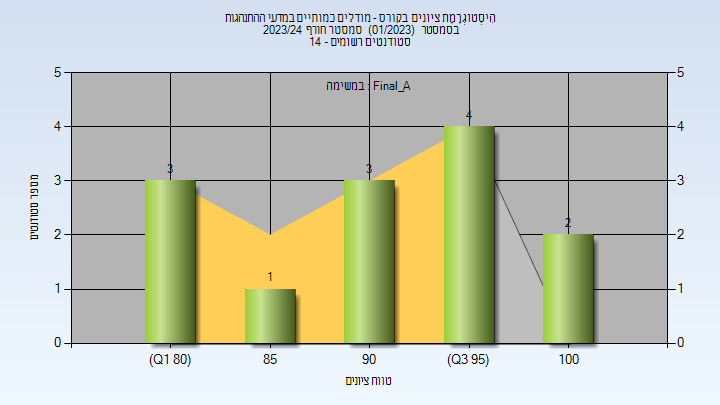 היסטוגרמת ציונים בקורס - מודלים כמותיים במדעי ההתנהגות
בסמסטר (01/2023) סמסטר חורף 2023/24
סטודנטים רשומים - 14
במשימה : Final_A
מספר סטודנטים
5
4
3
2
1
0
5
4
3
2
1
0
3
1
3
4
2
(Q1 80)
85
90
(Q3 95)
100
טווח ציונים